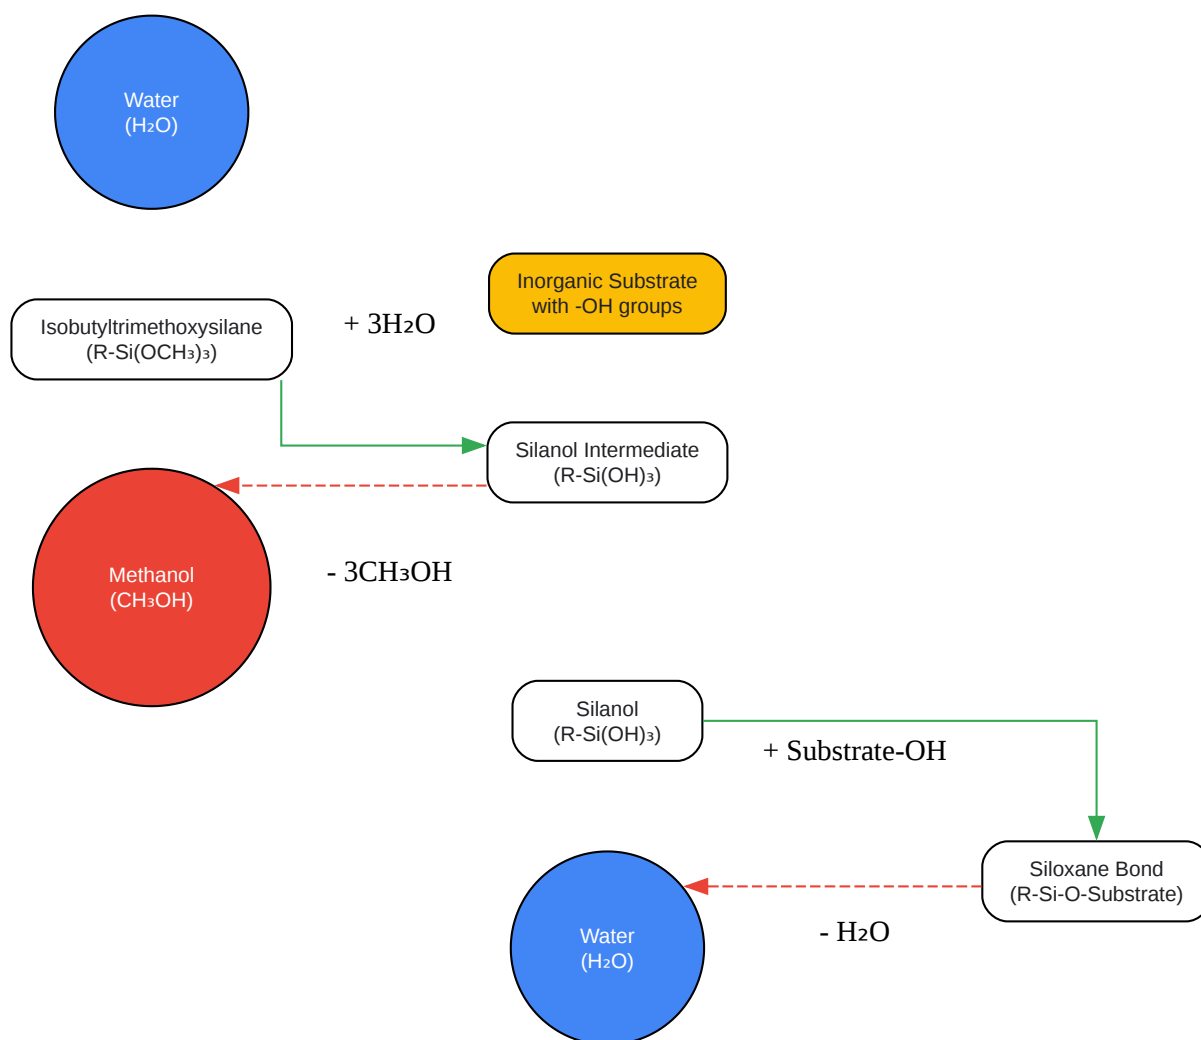 Water
(H₂O)
Inorganic Substrate
with -OH groups
Isobutyltrimethoxysilane
(R-Si(OCH₃)₃)
+ 3H₂O
Silanol Intermediate
(R-Si(OH)₃)
Methanol
(CH₃OH)
- 3CH₃OH
Silanol
(R-Si(OH)₃)
+ Substrate-OH
Siloxane Bond
(R-Si-O-Substrate)
- H₂O
Water
(H₂O)